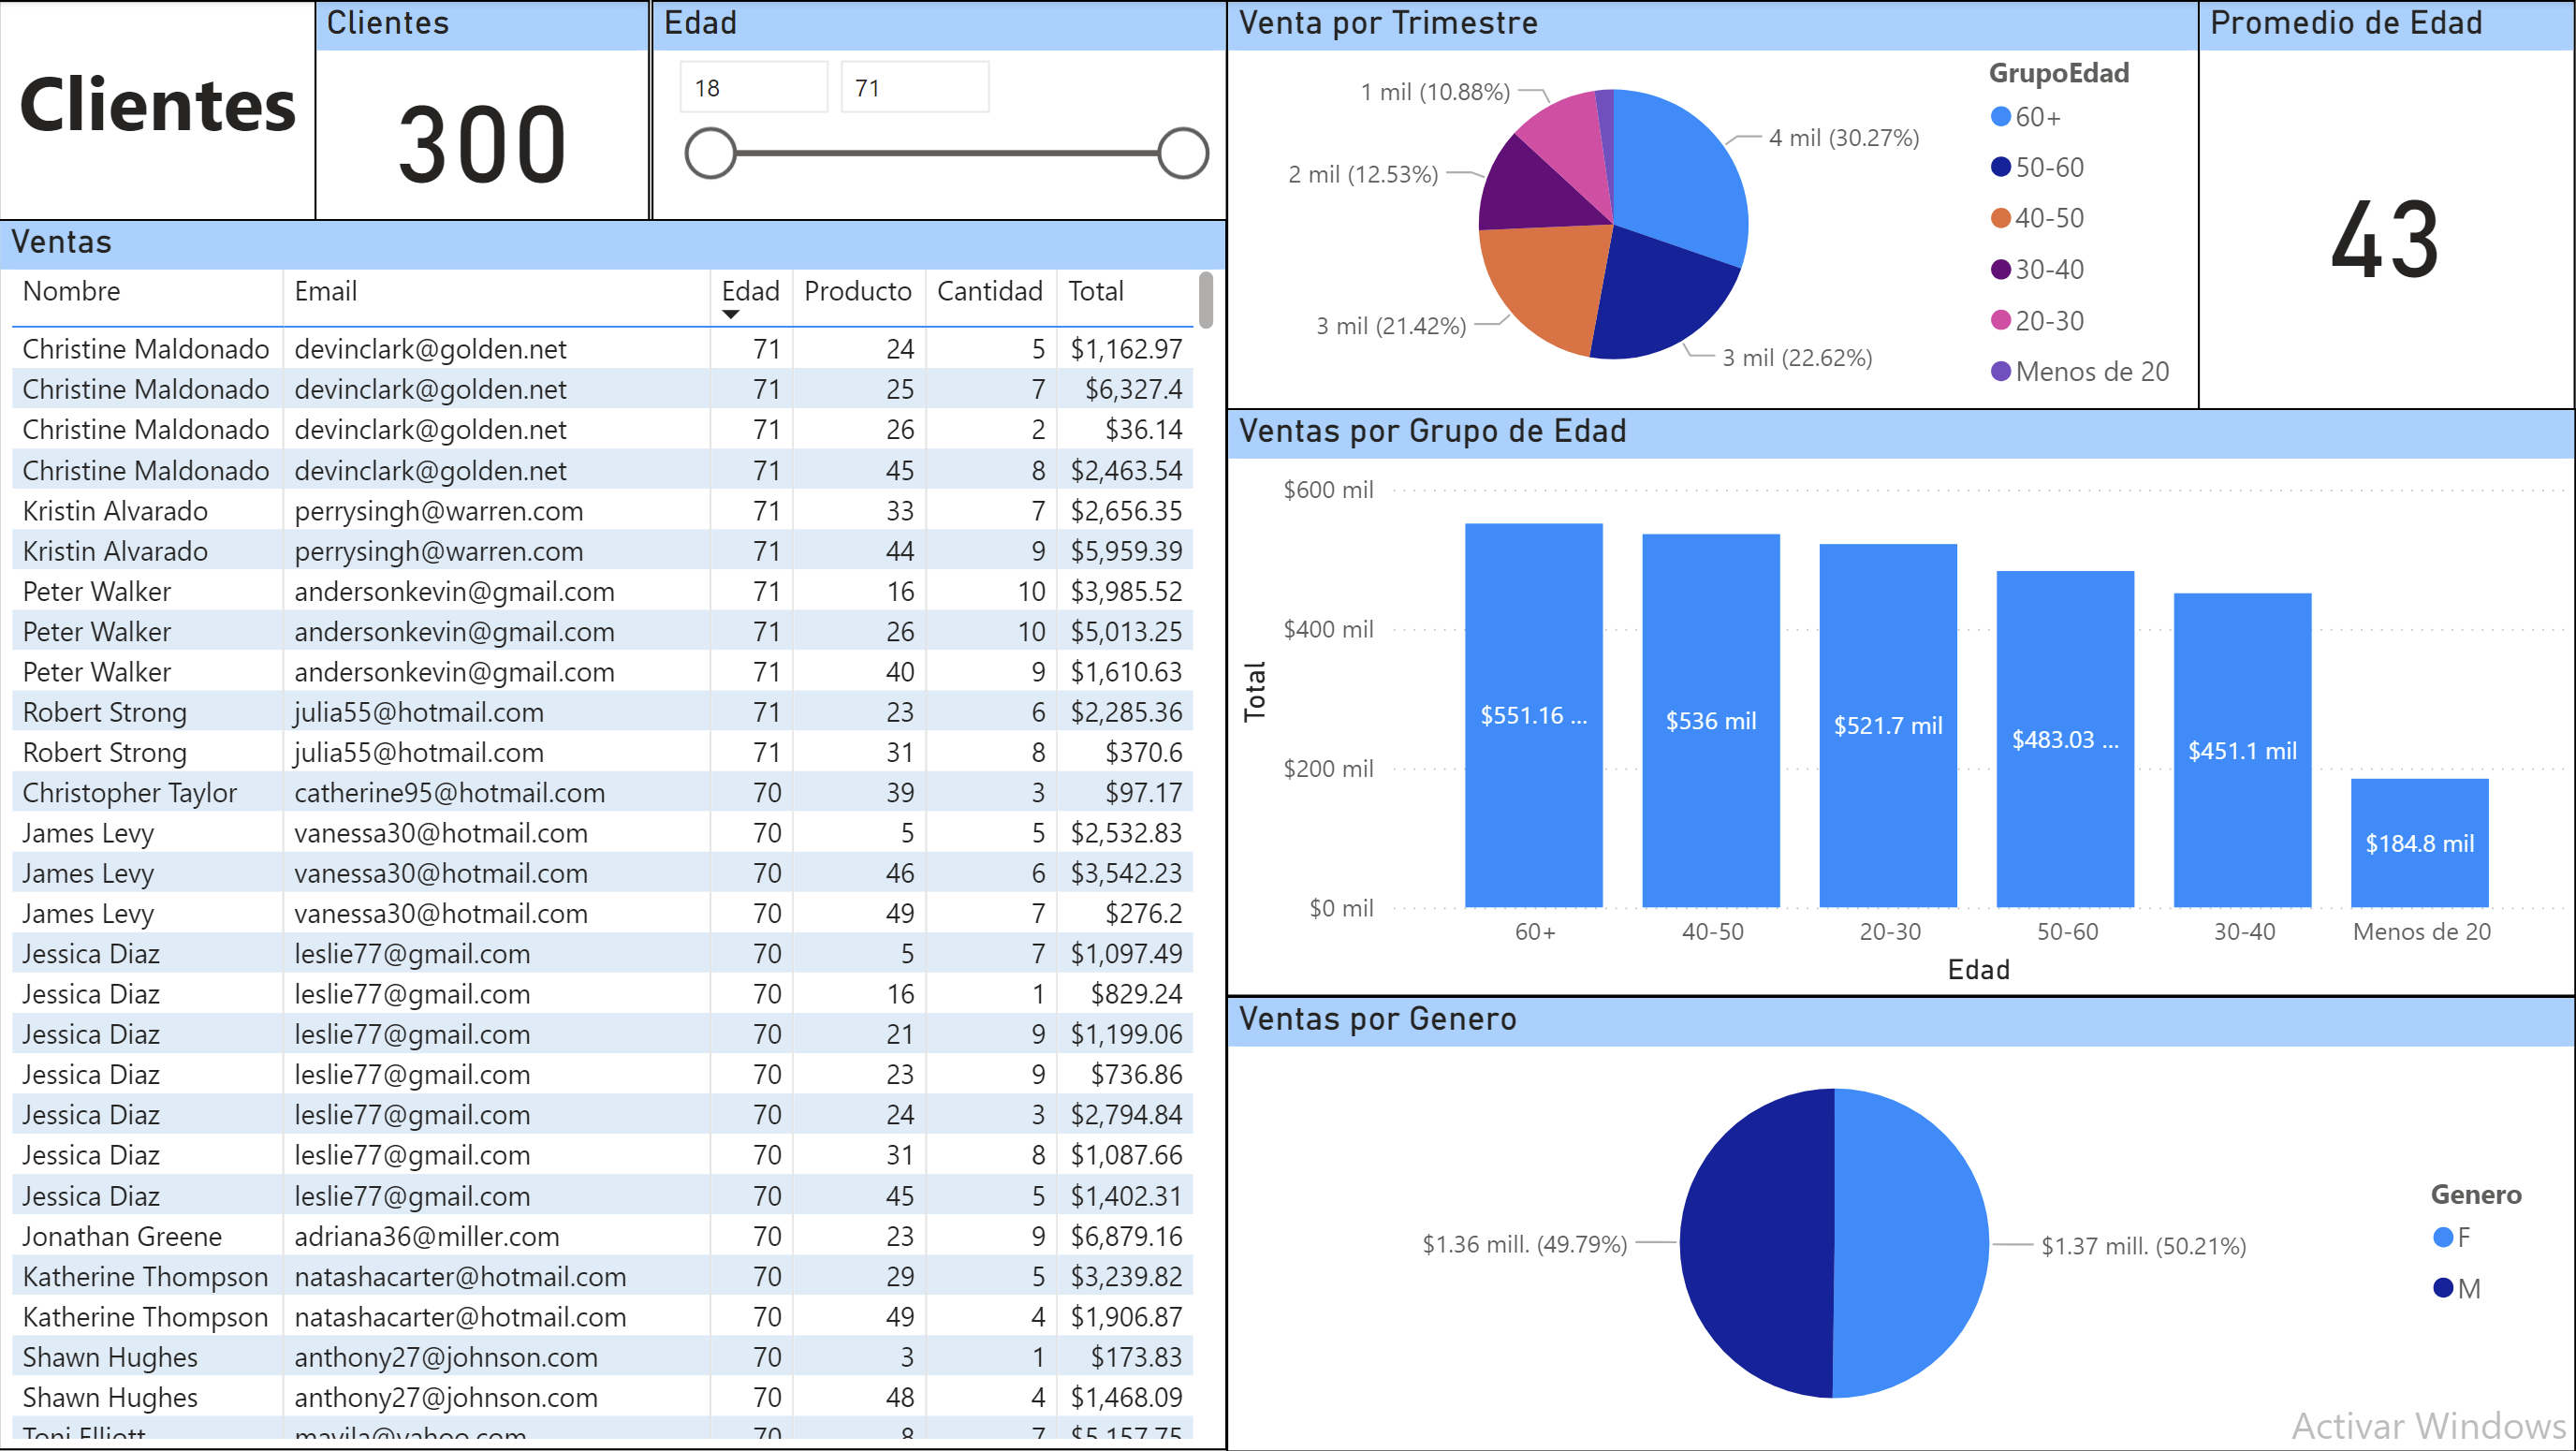 Clientes
Clientes
300
Edad
18 71
Ventas
Nombre Email Edad Producto Cantidad Total
Christine Maldonado devinclark@golden.net 71 24 5 $1,162.97
Christine Maldonado devinclark@golden.net 71 25 7 $6,327.4
Christine Maldonado devinclark@golden.net 71 26 2 $36.14
Christine Maldonado devinclark@golden.net 71 45 8 $2,463.54
Kristin Alvarado perrysingh@warren.com 71 33 7 $2,656.35
Kristin Alvarado perrysingh@warren.com 71 44 9 $5,959.39
Peter Walker andersonkevin@gmail.com 71 16 10 $3,985.52
Peter Walker andersonkevin@gmail.com 71 26 10 $5,013.25
Peter Walker andersonkevin@gmail.com 71 40 9 $1,610.63
Robert Strong julia55@hotmail.com 71 23 6 $2,285.36
Robert Strong julia55@hotmail.com 71 31 8 $370.6
Christopher Taylor catherine95@hotmail.com 70 39 3 $97.17
James Levy vanessa30@hotmail.com 70 5 5 $2,532.83
James Levy vanessa30@hotmail.com 70 46 6 $3,542.23
James Levy vanessa30@hotmail.com 70 49 7 $276.2
Jessica Diaz leslie77@gmail.com 70 5 7 $1,097.49
Jessica Diaz leslie77@gmail.com 70 16 1 $829.24
Jessica Diaz leslie77@gmail.com 70 21 9 $1,199.06
Jessica Diaz leslie77@gmail.com 70 23 9 $736.86
Jessica Diaz leslie77@gmail.com 70 24 3 $2,794.84
Jessica Diaz leslie77@gmail.com 70 31 8 $1,087.66
Jessica Diaz leslie77@gmail.com 70 45 5 $1,402.31
Jonathan Greene adriana36@miller.com 70 23 9 $6,879.16
Katherine Thompson natashacarter@hotmail.com 70 29 5 $3,239.82
Katherine Thompson natashacarter@hotmail.com 70 49 4 $1,906.87
Shawn Hughes anthony27@johnson.com 70 3 1 $173.83
Shawn Hughes anthony27@johnson.com 70 48 4 $1,468.09
Toni Elliott mavila@yahoo.com 70 8 7 $5,157.75
Venta por Trimestre
1 mil (10.88%)
4 mil (30.27%)
2 mil (12.53%)
3 mil (21.42%)
3 mil (22.62%)
GrupoEdad
60+
50-60
40-50
30-40
20-30
Menos de 20
Promedio de Edad
43
Ventas por Grupo de Edad
Total
$600 mil
$400 mil
$200 mil
$0 mil
$551.16 ... $536 mil $521.7 mil $483.03 ... $451.1 mil $184.8 mil
60+ 40-50 20-30 50-60 30-40 Menos de 20
Edad
Ventas por Genero
$1.36 mill. (49.79%)
$1.37 mill. (50.21%)
Genero
F
M
Activar Windows